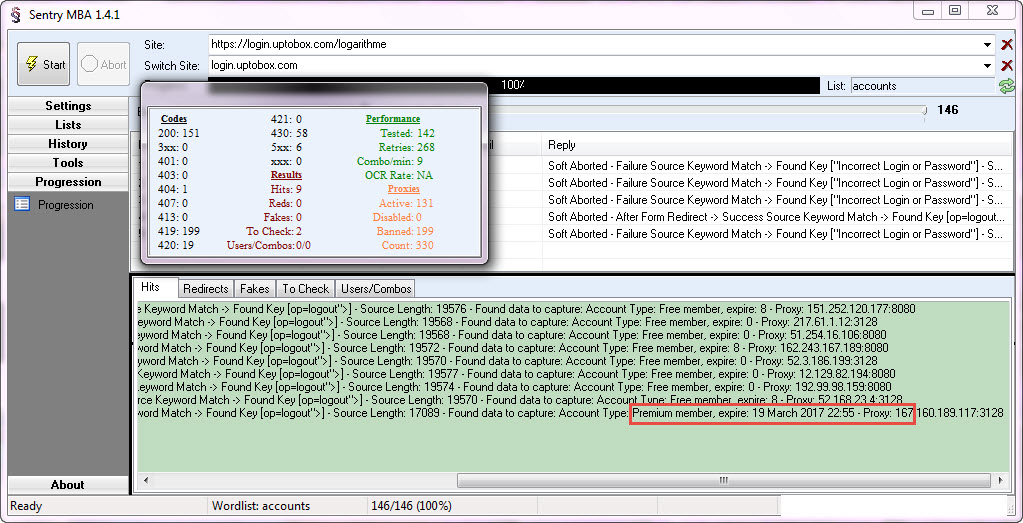 Sentry MBA 1.4.1
Start
Abort
Site:
https://login.uptobox.com/logarithme
Switch Site:
login.uptobox.com
100%
List:
accounts
146
Settings
Lists
History
Tools
Progression
Progression
About
Codes
200: 151
3xx: 0
401: 0
403: 0
404: 1
407: 0
413: 0
419: 199
420: 19
421: 0
430: 58
5xx: 6
xxx: 0
Results
Hits: 9
Reds: 0
Fakes: 0
To Check: 2
Users/Combos: 0/0
Performance
Tested: 142
Retries: 268
Combo/min: 9
OCR Rate: NA
Proxies
Active: 131
Disabled: 0
Banned: 199
Count: 330
Reply
Soft Aborted - Failure Source Keyword Match -> Found Key ["Incorrect Login or Password"] - S...
Soft Aborted - Failure Source Keyword Match -> Found Key ["Incorrect Login or Password"] - S...
Soft Aborted - Failure Source Keyword Match -> Found Key ["Incorrect Login or Password"] - S...
Soft Aborted - After Form Redirect -> Success Source Keyword Match -> Found Key [op=logout...
Soft Aborted - Failure Source Keyword Match -> Found Key ["Incorrect Login or Password"] - S...
Hits
Redirects
Fakes
To Check
Users/Combos
e Keyword Match -> Found Key [op=logout">] - Source Length: 19576 - Found data to capture: Account Type: Free member, expire: 8 - Proxy: 151.252.120.177:8080
eyword Match -> Found Key [op=logout">] - Source Length: 19568 - Found data to capture: Account Type: Free member, expire: 0 - Proxy: 217.61.1.12:3128
eyword Match -> Found Key [op=logout">] - Source Length: 19568 - Found data to capture: Account Type: Free member, expire: 0 - Proxy: 51.254.16.106:8080
word Match -> Found Key [op=logout">] - Source Length: 19572 - Found data to capture: Account Type: Free member, expire: 8 - Proxy: 162.243.167.189:8080
word Match -> Found Key [op=logout">] - Source Length: 19570 - Found data to capture: Account Type: Free member, expire: 0 - Proxy: 52.3.186.199:3128
Keyword Match -> Found Key [op=logout">] - Source Length: 19577 - Found data to capture: Account Type: Free member, expire: 0 - Proxy: 12.129.82.194:8080
Keyword Match -> Found Key [op=logout">] - Source Length: 19574 - Found data to capture: Account Type: Free member, expire: 0 - Proxy: 192.99.98.159:8080
rce Keyword Match -> Found Key [op=logout">] - Source Length: 19570 - Found data to capture: Account Type: Free member, expire: 8 - Proxy: 52.168.23.4:3128
word Match -> Found Key [op=logout">] - Source Length: 17089 - Found data to capture: Account Type: Premium member, expire: 19 March 2017 22:55 - Proxy: 167.160.189.117:3128
Ready
Wordlist: accounts
146/146 (100%)